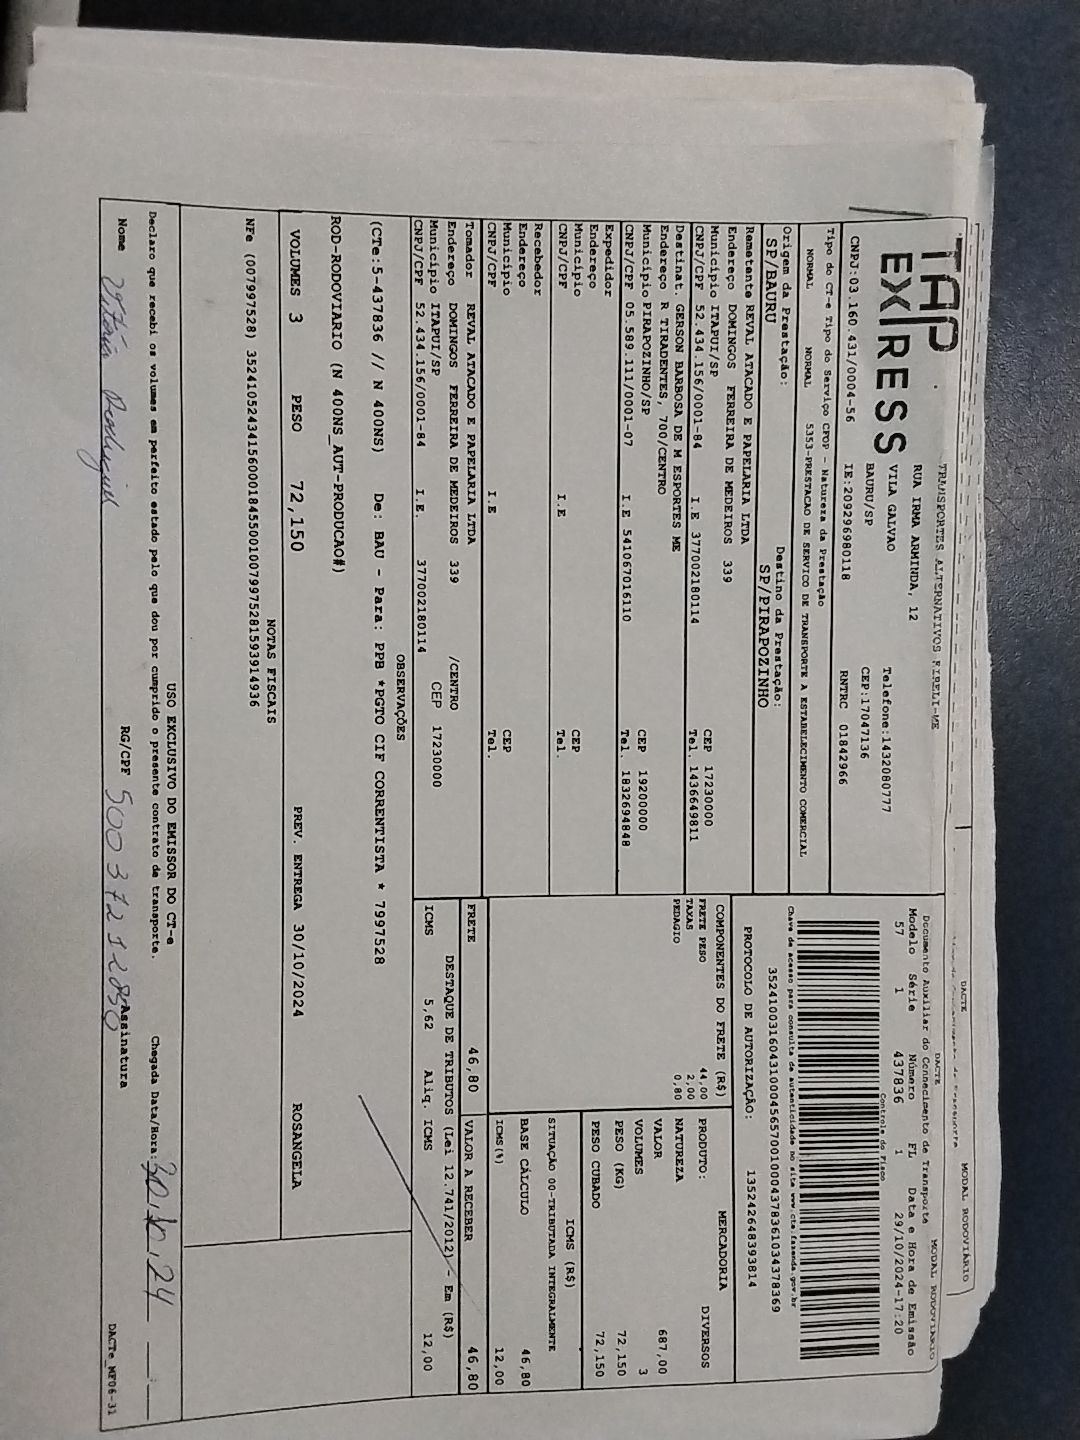 DACTE
MODAL RODOVIÁRIO
TRANSPORTES ALTERNATIVOS EIRELI-ME
TAP
EXPRESS
RUA IRMA ARMINDA, 12
VILA GALVAO
BAURU/SP
Telefone:1432080777
CEP:17047136
CNPJ:03.160.431/0004-56
IE:209296980118
RNTRC 01842966
Tipo do CT-e Tipo do Serviço CFOP - Natureza da Prestação
NORMAL NORMAL 5353-PRESTACAO DE SERVICO DE TRANSPORTE A ESTABELECIMENTO COMERCIAL
Origem da Prestação:
SP/BAURU
Destino da Prestação:
SP/PIRAPOZINHO
Remetente REVAL ATACADO E PAPELARIA LTDA
Endereço DOMINGOS FERREIRA DE MEDEIROS 339
Município ITAPUI/SP CEP 17230000
CNPJ/CPF 52.434.156/0001-84 I.E 377002180114 Tel. 1436649811
Destinat. GERSON BARBOSA DE M ESPORTES ME
Endereço R TIRADENTES, 700/CENTRO
Município PIRAPOZINHO/SP CEP 19200000
CNPJ/CPF 05.589.111/0001-07 I.E 541067016110 Tel. 1832694848
Expedidor
Endereço
Município CEP
CNPJ/CPF I.E Tel.
Recebedor
Endereço
Município CEP
CNPJ/CPF I.E Tel.
Tomador REVAL ATACADO E PAPELARIA LTDA
Endereço DOMINGOS FERREIRA DE MEDEIROS 339 /CENTRO
Município ITAPUI/SP CEP 17230000
CNPJ/CPF 52.434.156/0001-84 I.E. 377002180114
DACTE MODAL RODOVIÁRIO
Documento Auxiliar do Conhecimento de Transporte
Modelo Série Número FL Data e Hora de Emissão
57 1 437836 1 29/10/2024-17:20
Controle do Fisco
Chave de acesso para consulta de autenticidade no site www.cte.fazenda.gov.br
35241003160431000456570010004378361034378369
PROTOCOLO DE AUTORIZAÇÃO: 135242648393814
COMPONENTES DO FRETE (R$)
FRETE PESO 44,00
TAXAS 2,00
PEDAGIO 0,80
MERCADORIA
PRODUTO: DIVERSOS
NATUREZA
VALOR 687,00
VOLUMES 3
PESO (KG) 72,150
PESO CUBADO 72,150
ICMS (R$)
SITUAÇÃO 00-TRIBUTADA INTEGRALMENTE
BASE CÁLCULO 46,80
ICMS(%) 12,00
FRETE 46,80 VALOR A RECEBER 46,80
DESTAQUE DE TRIBUTOS (Lei 12.741/2012) - Em (R$)
ICMS 5,62 Aliq. ICMS 12,00
OBSERVAÇÕES
(CTe:5-437836 // N 400NS) De: BAU - Para: PPB *PGTO CIF CORRENTISTA * 7997528
ROD-RODOVIARIO (N 400NS_AUT-PRODUCAO#)
VOLUMES 3 PESO 72,150 PREV. ENTREGA 30/10/2024 ROSANGELA
NOTAS FISCAIS
NFe (007997528) 35241052434156000184550010079975281593914936
USO EXCLUSIVO DO EMISSOR DO CT-e
Declaro que recebi os volumes em perfeito estado pelo que dou por cumprido o presente contrato de transporte. Chegada Data/Hora: 30.10.24
Nome Vitória RG/CPF 50037212850 Assinatura
DACTe_MF06-31